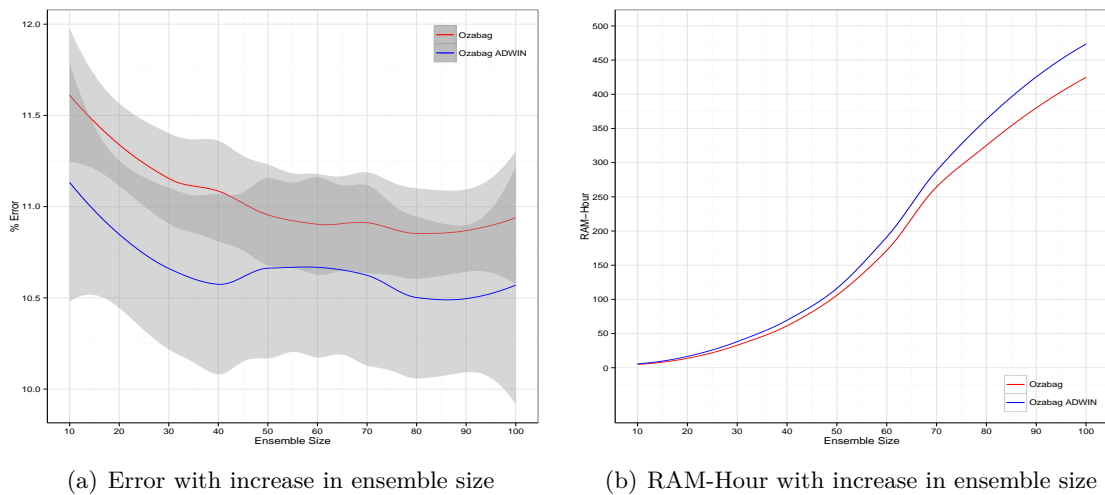 12.0
11.5
11.0
10.5
10.0
% Error
Ozabag
Ozabag ADWIN
10 20 30 40 50 60 70 80 90 100
Ensemble Size
(a) Error with increase in ensemble size
500
450
400
350
300
250
200
150
100
50
0
RAM-Hour
Ozabag
Ozabag ADWIN
10 20 30 40 50 60 70 80 90 100
Ensemble Size
(b) RAM-Hour with increase in ensemble size